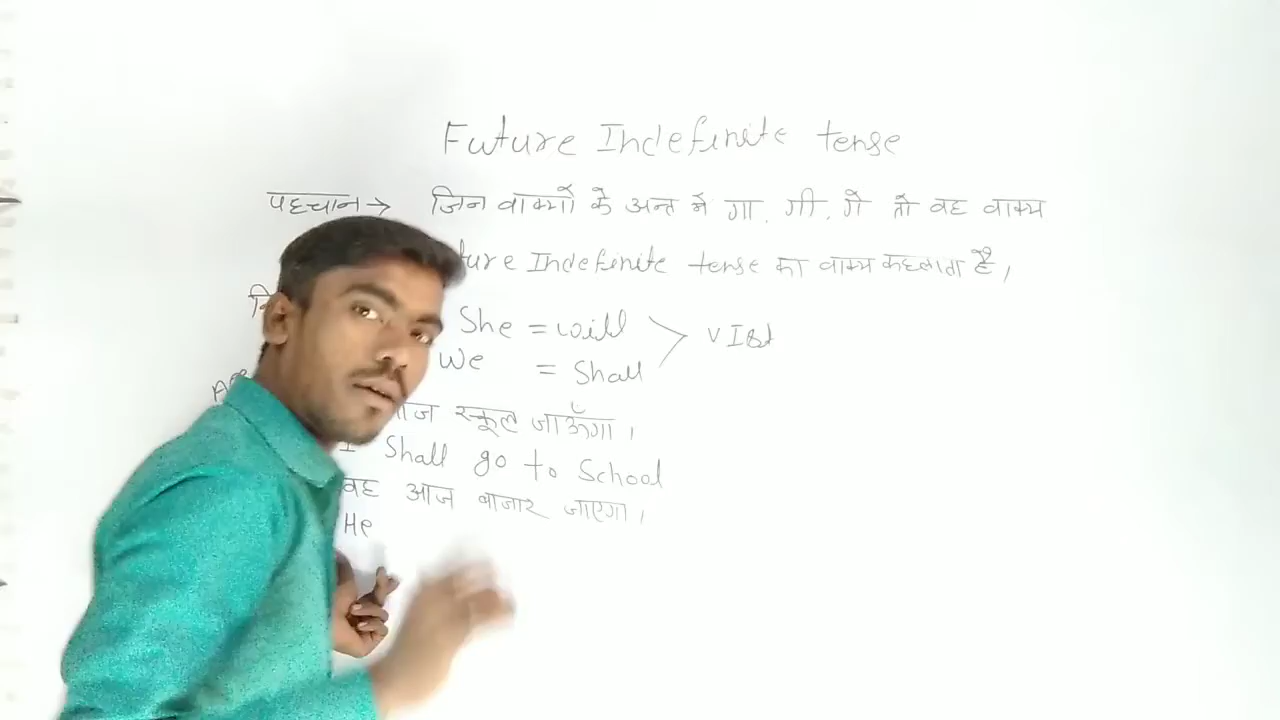 Future Indefinite tense
पहचान → जिन वाक्यों के अन्त में गा, गी, गे तो वह वाक्य
ture Indefinite tense का वाक्य कहलाता है,
She = will > V Ist
We = Shall
स्कूल जाऊँगा ।
I Shall go to School
वह आज बाजार जाएगा ।
He